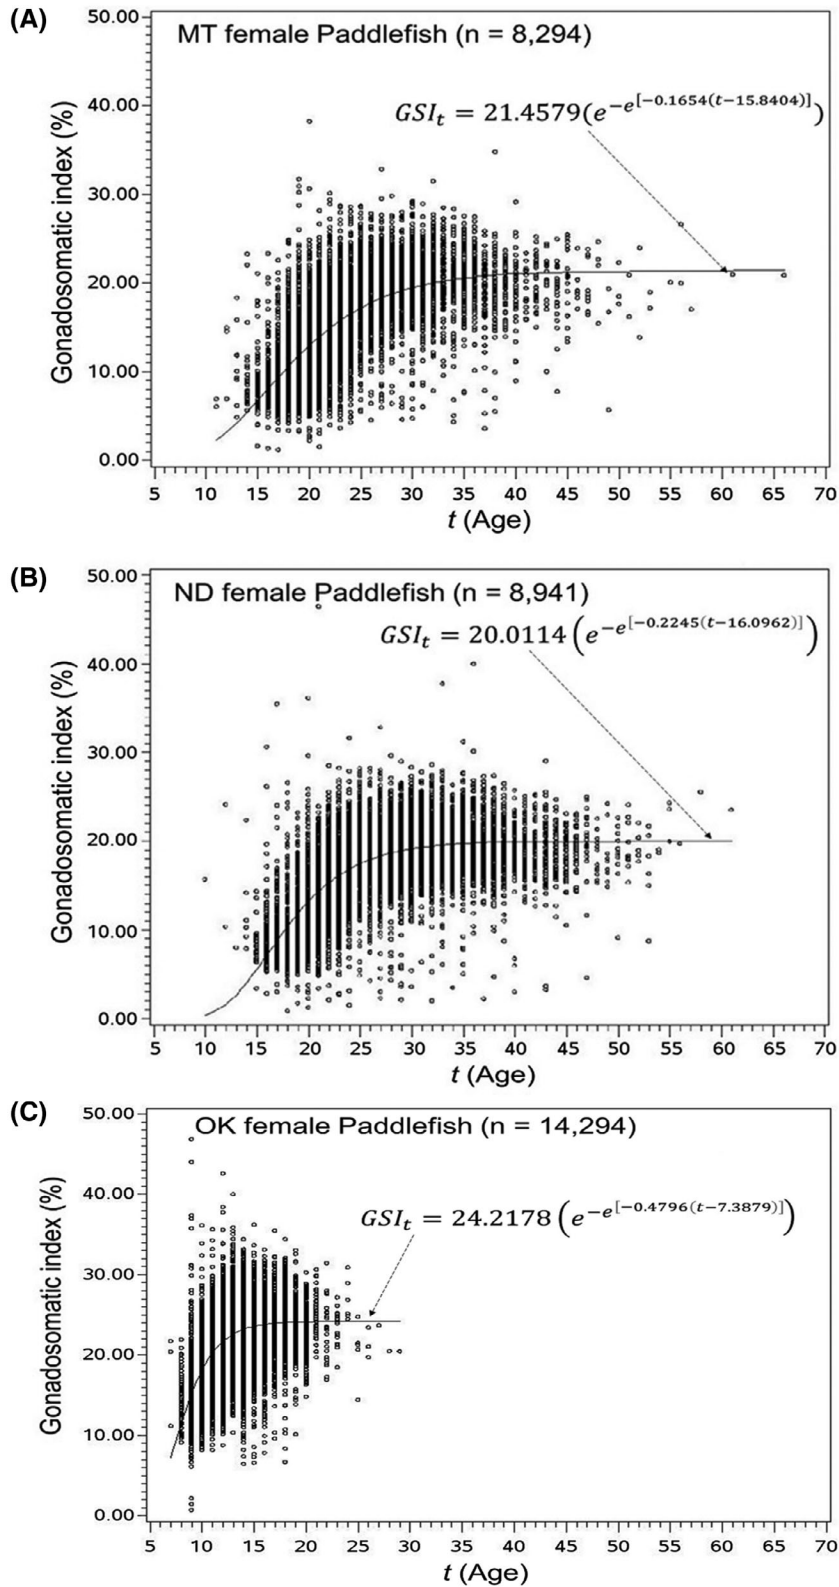 (A)
MT female Paddlefish (n = 8,294)
GSI_t = 21.4579(e^{-e^{[-0.1654(t-15.8404)]}})
Gonadosomatic index (%)
50.00
40.00
30.00
20.00
10.00
0.00
5 10 15 20 25 30 35 40 45 50 55 60 65 70
t (Age)
(B)
ND female Paddlefish (n = 8,941)
GSI_t = 20.0114 (e^{-e^{[-0.2245(t-16.0962)]}})
Gonadosomatic index (%)
50.00
40.00
30.00
20.00
10.00
0.00
5 10 15 20 25 30 35 40 45 50 55 60 65 70
t (Age)
(C)
OK female Paddlefish (n = 14,294)
GSI_t = 24.2178 (e^{-e^{[-0.4796(t-7.3879)]}})
Gonadosomatic index (%)
50.00
40.00
30.00
20.00
10.00
0.00
5 10 15 20 25 30 35 40 45 50 55 60 65 70
t (Age)